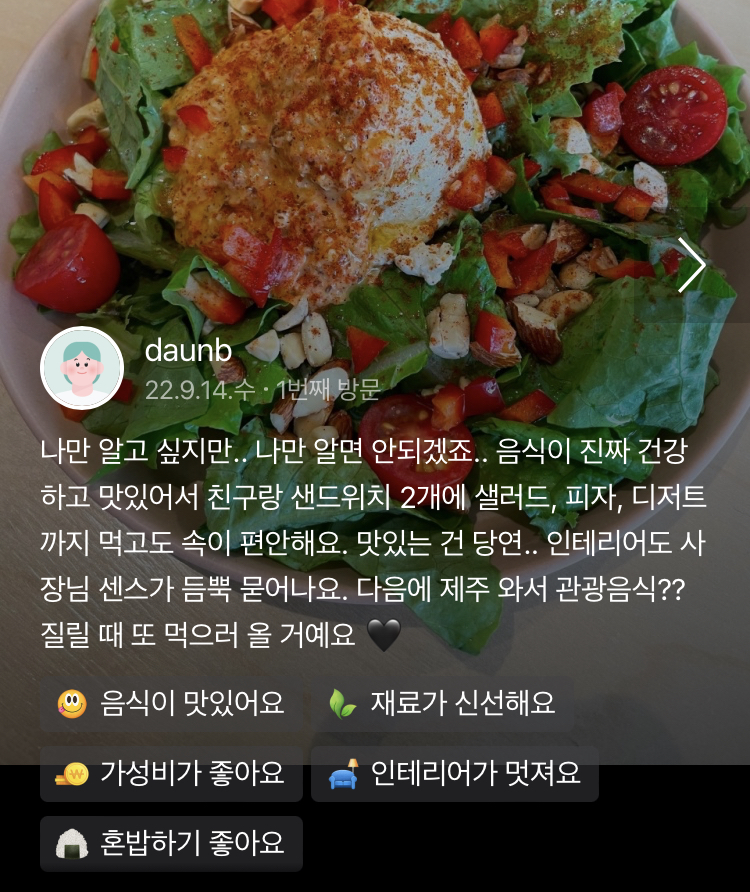 daunb
22.9.14.수 · 1번째 방문
나만 알고 싶지만.. 나만 알면 안되겠죠.. 음식이 진짜 건강
하고 맛있어서 친구랑 샌드위치 2개에 샐러드, 피자, 디저트
까지 먹고도 속이 편안해요. 맛있는 건 당연.. 인테리어도 사
장님 센스가 듬뿍 묻어나요. 다음에 제주 와서 관광음식??
질릴 때 또 먹으러 올 거예요 🖤
음식이 맛있어요
재료가 신선해요
가성비가 좋아요
인테리어가 멋져요
혼밥하기 좋아요